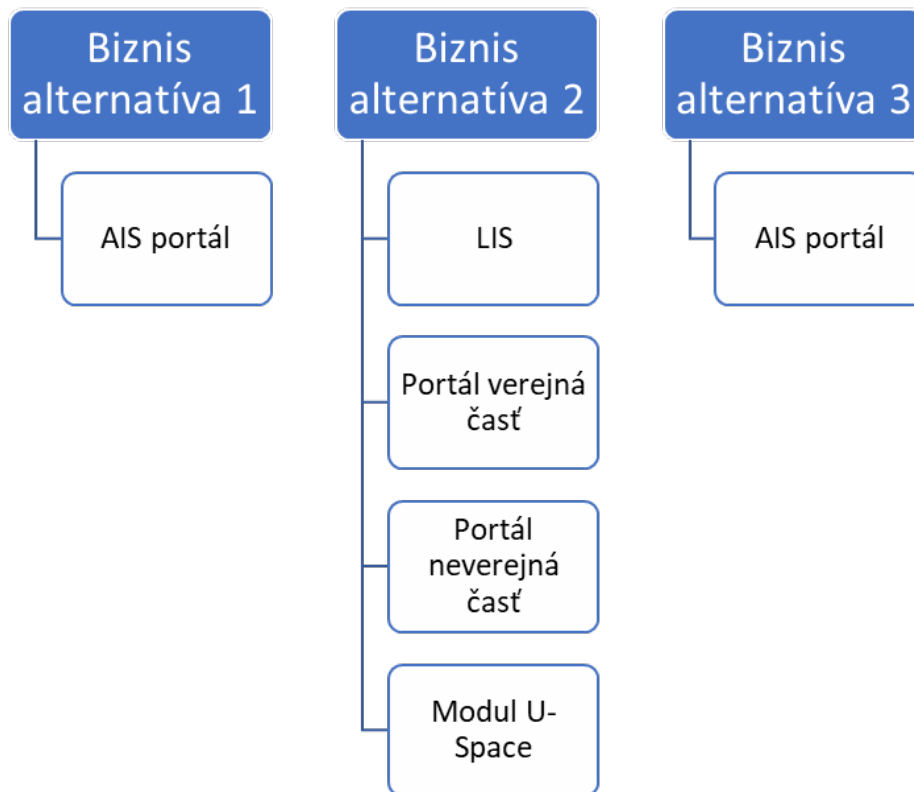 Biznis
alternatíva 1
AIS portál
Biznis
alternatíva 2
LIS
Portál verejná
časť
Portál
neverejná
časť
Modul U-
Space
Biznis
alternatíva 3
AIS portál